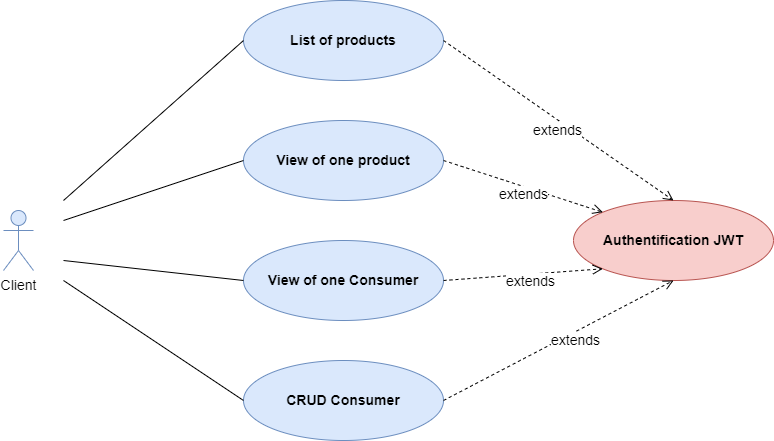 List of products
extends
View of one product
extends
Authentification JWT
Client
View of one Consumer
extends
extends
CRUD Consumer